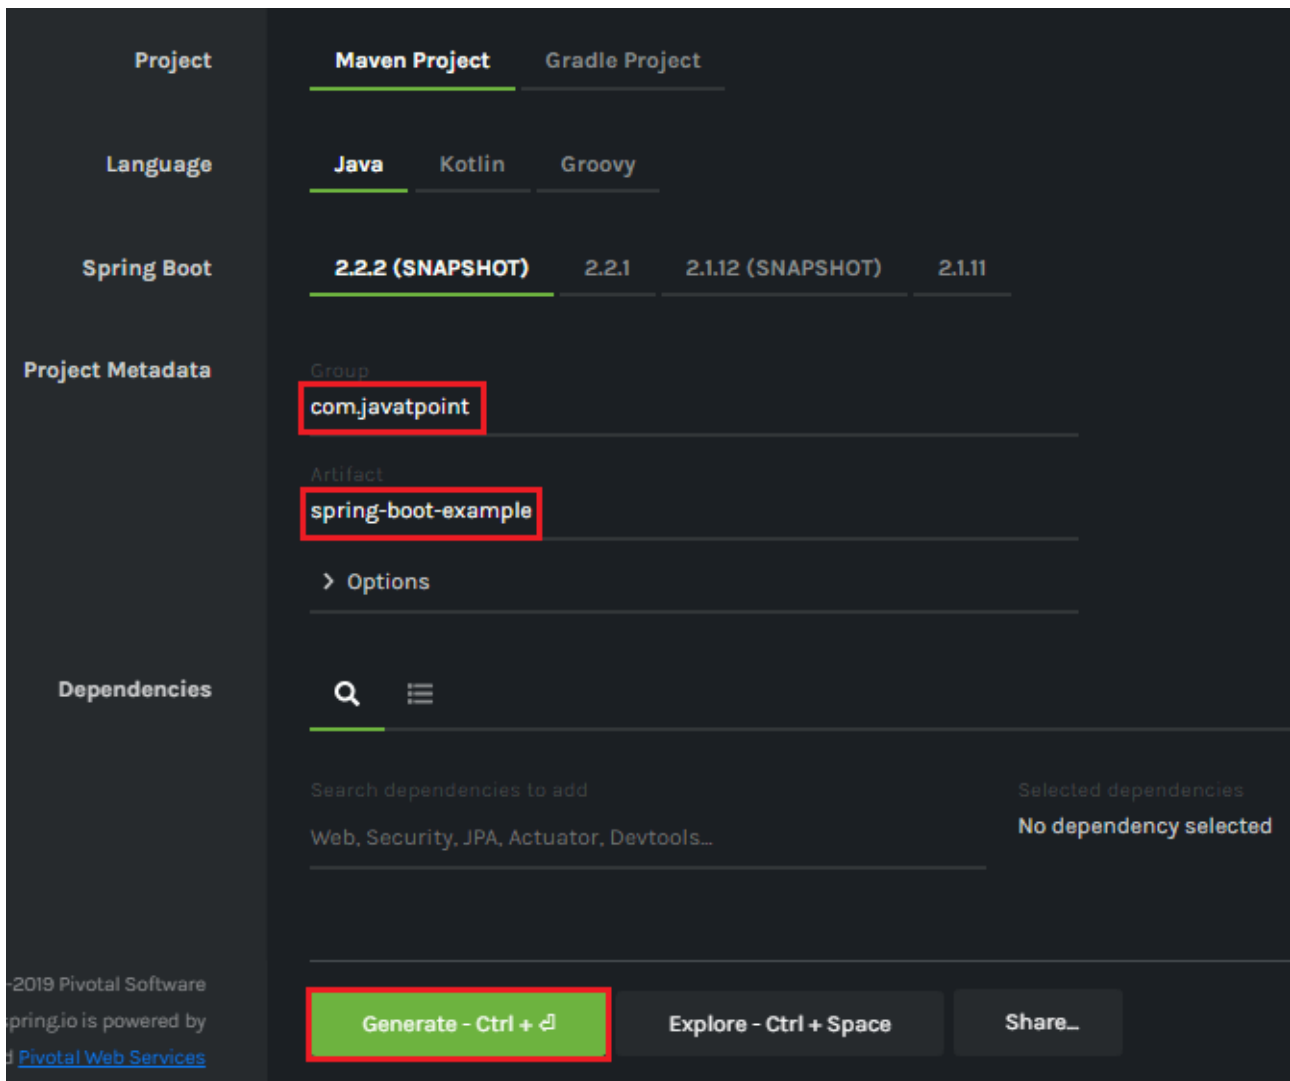 Project
Maven Project Gradle Project
Language
Java Kotlin Groovy
Spring Boot
2.2.2 (SNAPSHOT) 2.2.1 2.1.12 (SNAPSHOT) 2.1.11
Project Metadata
Group
com.javatpoint
Artifact
spring-boot-example
> Options
Dependencies
Search dependencies to add
Web, Security, JPA, Actuator, Devtools...
Selected dependencies
No dependency selected
-2019 Pivotal Software
spring.io is powered by
Pivotal Web Services
Generate - Ctrl + ⏎
Explore - Ctrl + Space
Share...